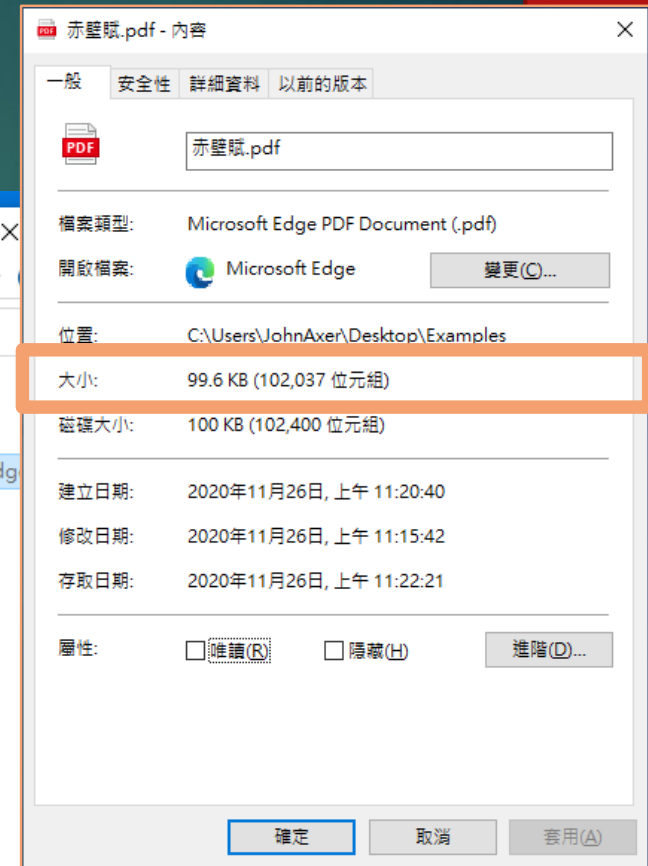 赤壁賦.pdf - 內容
一般 安全性 詳細資料 以前的版本
PDF
赤壁賦.pdf
檔案類型: Microsoft Edge PDF Document (.pdf)
開啟檔案: Microsoft Edge 變更(C)...
位置: C:\Users\JohnAxer\Desktop\Examples
大小: 99.6 KB (102,037 位元組)
磁碟大小: 100 KB (102,400 位元組)
建立日期: 2020年11月26日, 上午 11:20:40
修改日期: 2020年11月26日, 上午 11:15:42
存取日期: 2020年11月26日, 上午 11:22:21
屬性: 唯讀(R) 隱藏(H) 進階(D)...
確定 取消 套用(A)